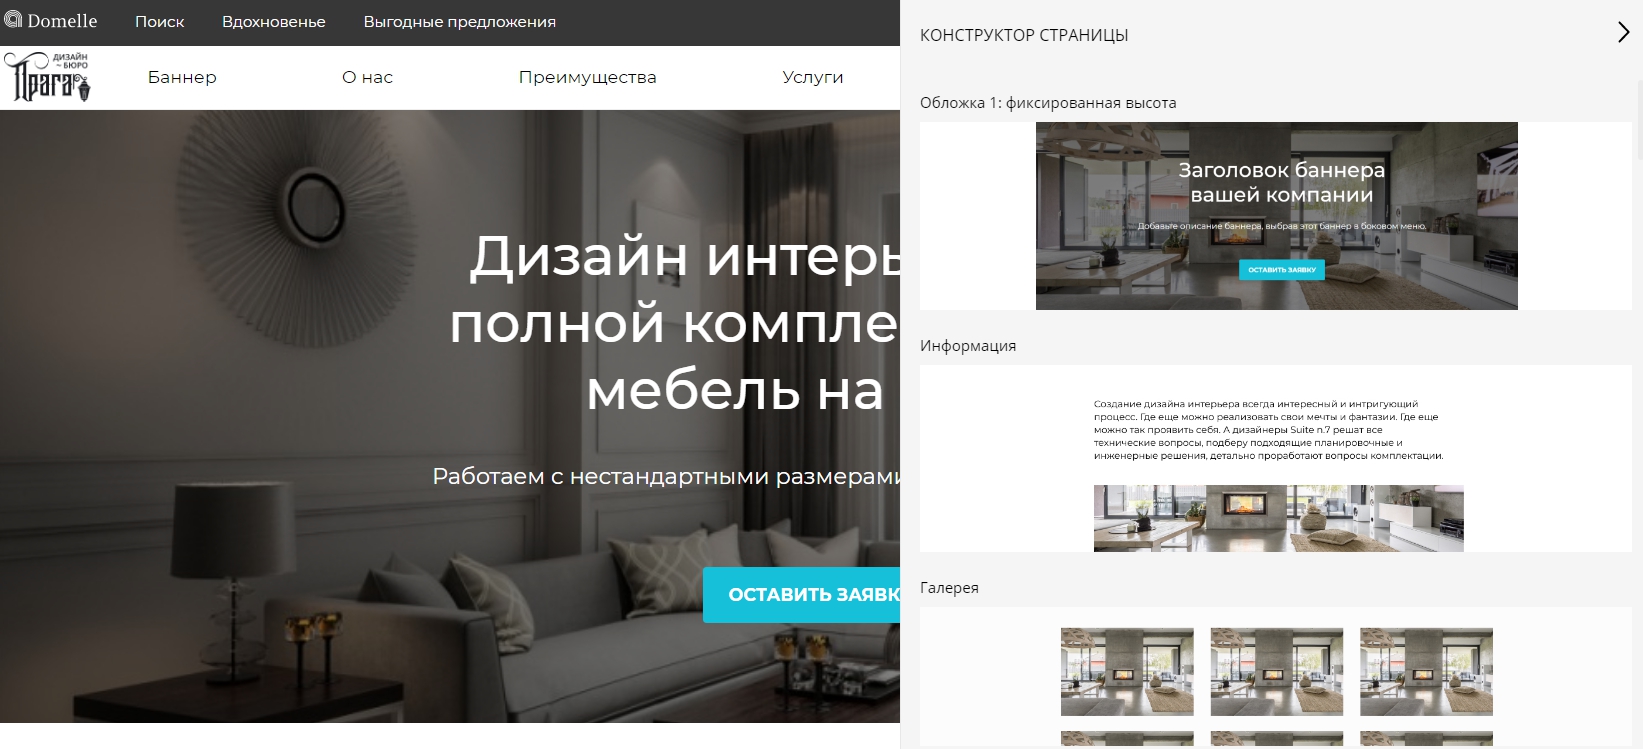 Domelle
Поиск
Вдохновенье
Выгодные предложения
ДИЗАЙН
~ БЮРО
Прага
Баннер
О нас
Преимущества
Услуги
Дизайн интерь
полной компле
мебель на
Работаем с нестандартными размерами
ОСТАВИТЬ ЗАЯВК
КОНСТРУКТОР СТРАНИЦЫ
Обложка 1: фиксированная высота
Заголовок баннера
вашей компании
Добавьте описание баннера, выбрав этот баннер в боковом меню.
ОСТАВИТЬ ЗАЯВКУ
Информация
Создание дизайна интерьера всегда интересный и интригующий
процесс. Где еще можно реализовать свои мечты и фантазии. Где еще
можно так проявить себя. А дизайнеры Suite n.7 решат все
технические вопросы, подберу подходящие планировочные и
инженерные решения, детально проработают вопросы комплектации.
Галерея